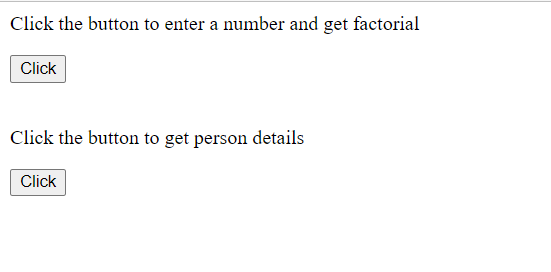 Click the button to enter a number and get factorial
Click
Click the button to get person details
Click